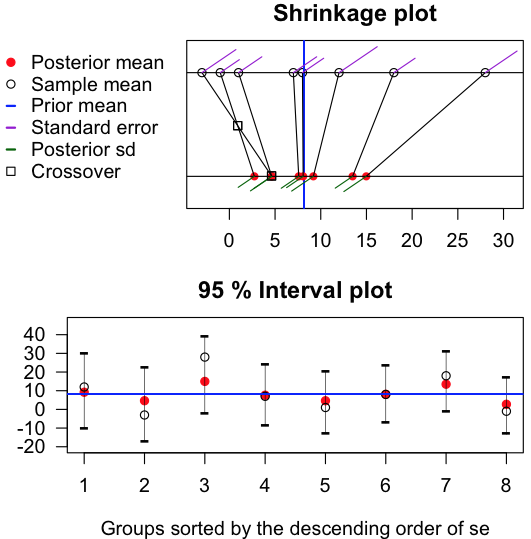 Shrinkage plot
Posterior mean
Sample mean
Prior mean
Standard error
Posterior sd
Crossover
0 5 10 15 20 25 30
95 % Interval plot
40
30
20
10
0
-10
-20
1 2 3 4 5 6 7 8
Groups sorted by the descending order of se